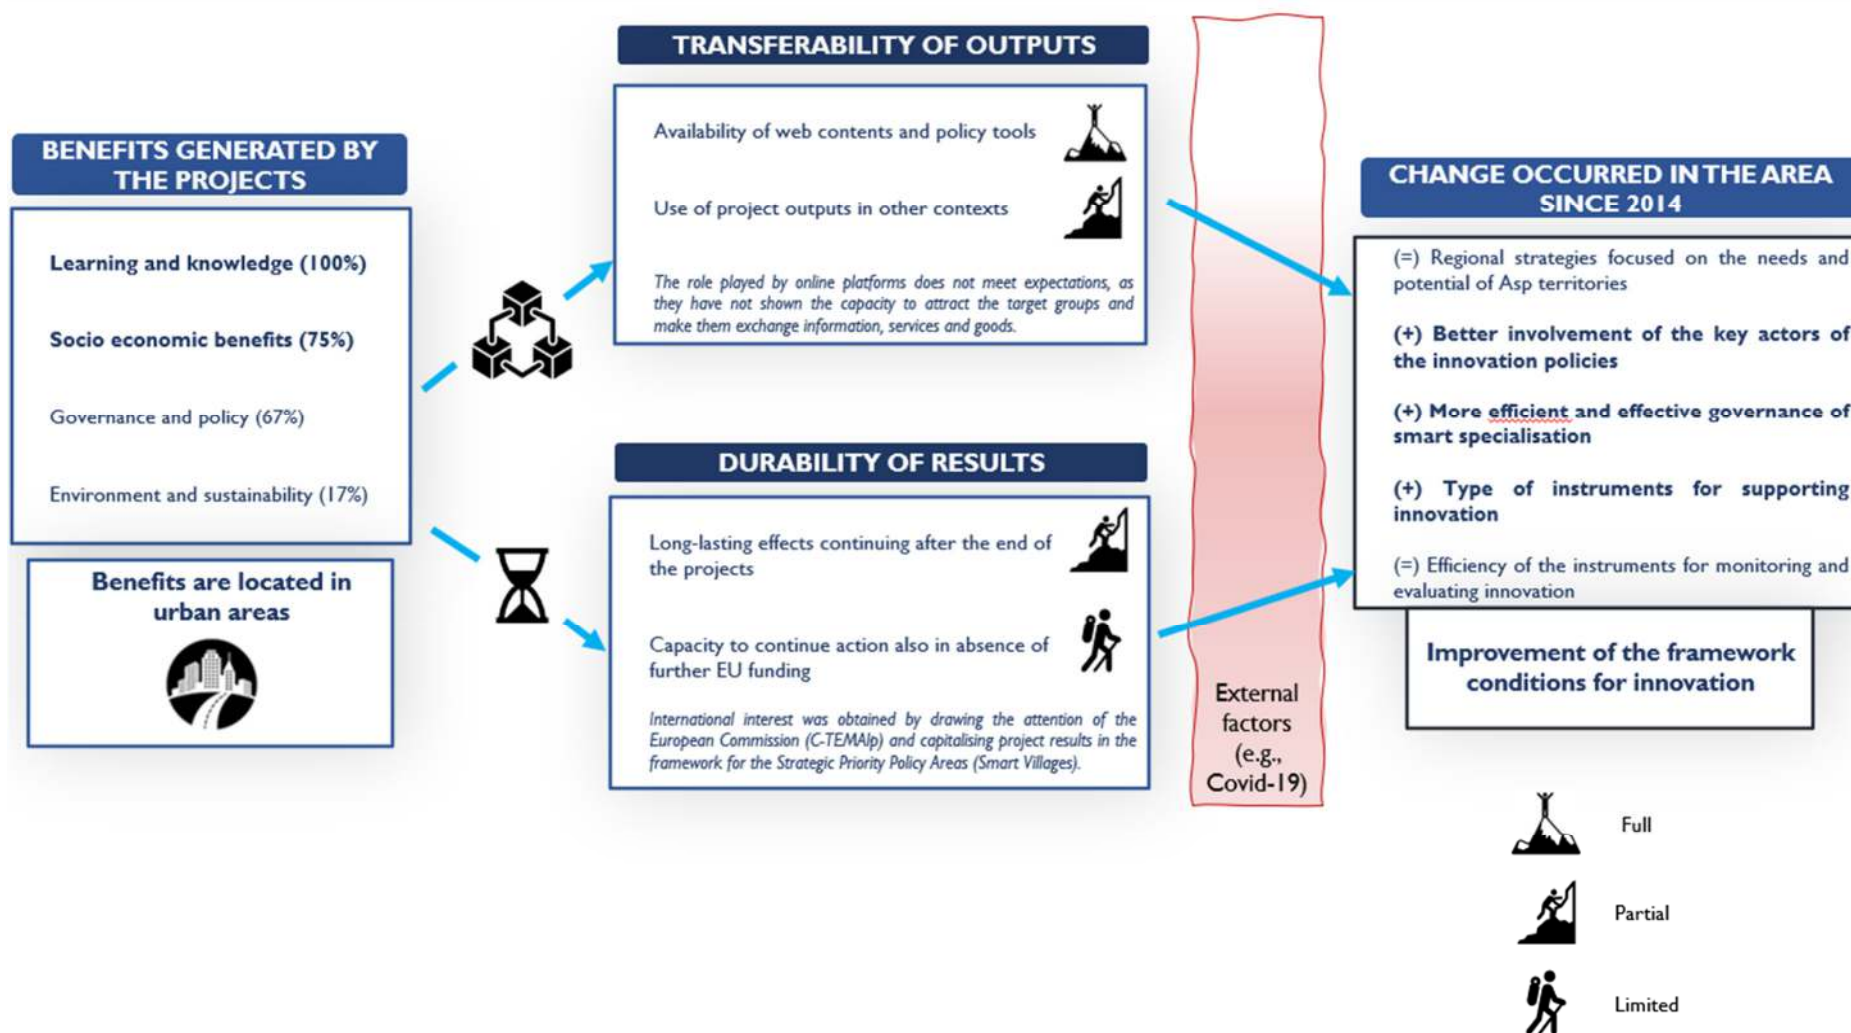 BENEFITS GENERATED BY
THE PROJECTS
Learning and knowledge (100%)
Socio economic benefits (75%)
Governance and policy (67%)
Environment and sustainability (17%)
Benefits are located in
urban areas
TRANSFERABILITY OF OUTPUTS
Availability of web contents and policy tools
Use of project outputs in other contexts
The role played by online platforms does not meet expectations, as
they have not shown the capacity to attract the target groups and
make them exchange information, services and goods.
DURABILITY OF RESULTS
Long-lasting effects continuing after the end of
the projects
Capacity to continue action also in absence of
further EU funding
International interest was obtained by drawing the attention of the
European Commission (C-TEMAlp) and capitalising project results in the
framework for the Strategic Priority Policy Areas (Smart Villages).
External
factors
(e.g.,
Covid-19)
CHANGE OCCURRED IN THE AREA
SINCE 2014
(=) Regional strategies focused on the needs and
potential of Asp territories
(+) Better involvement of the key actors of
the innovation policies
(+) More efficient and effective governance of
smart specialisation
(+) Type of instruments for supporting
innovation
(=) Efficiency of the instruments for monitoring and
evaluating innovation
Improvement of the framework
conditions for innovation
Full
Partial
Limited